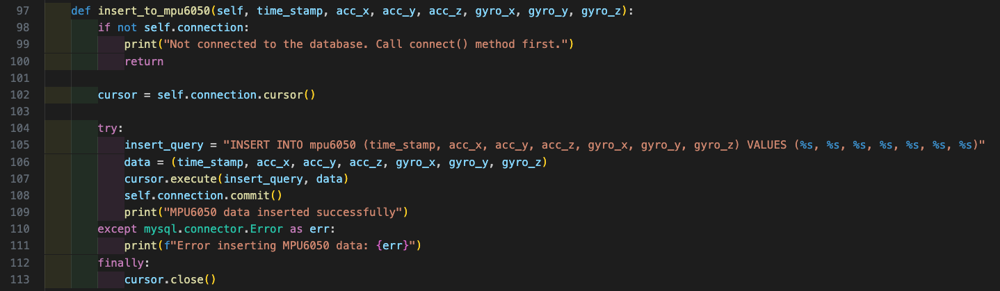 97 def insert_to_mpu6050(self, time_stamp, acc_x, acc_y, acc_z, gyro_x, gyro_y, gyro_z):
98 if not self.connection:
99 print("Not connected to the database. Call connect() method first.")
100 return
101
102 cursor = self.connection.cursor()
103
104 try:
105 insert_query = "INSERT INTO mpu6050 (time_stamp, acc_x, acc_y, acc_z, gyro_x, gyro_y, gyro_z) VALUES (%s, %s, %s, %s, %s, %s, %s)"
106 data = (time_stamp, acc_x, acc_y, acc_z, gyro_x, gyro_y, gyro_z)
107 cursor.execute(insert_query, data)
108 self.connection.commit()
109 print("MPU6050 data inserted successfully")
110 except mysql.connector.Error as err:
111 print(f"Error inserting MPU6050 data: {err}")
112 finally:
113 cursor.close()